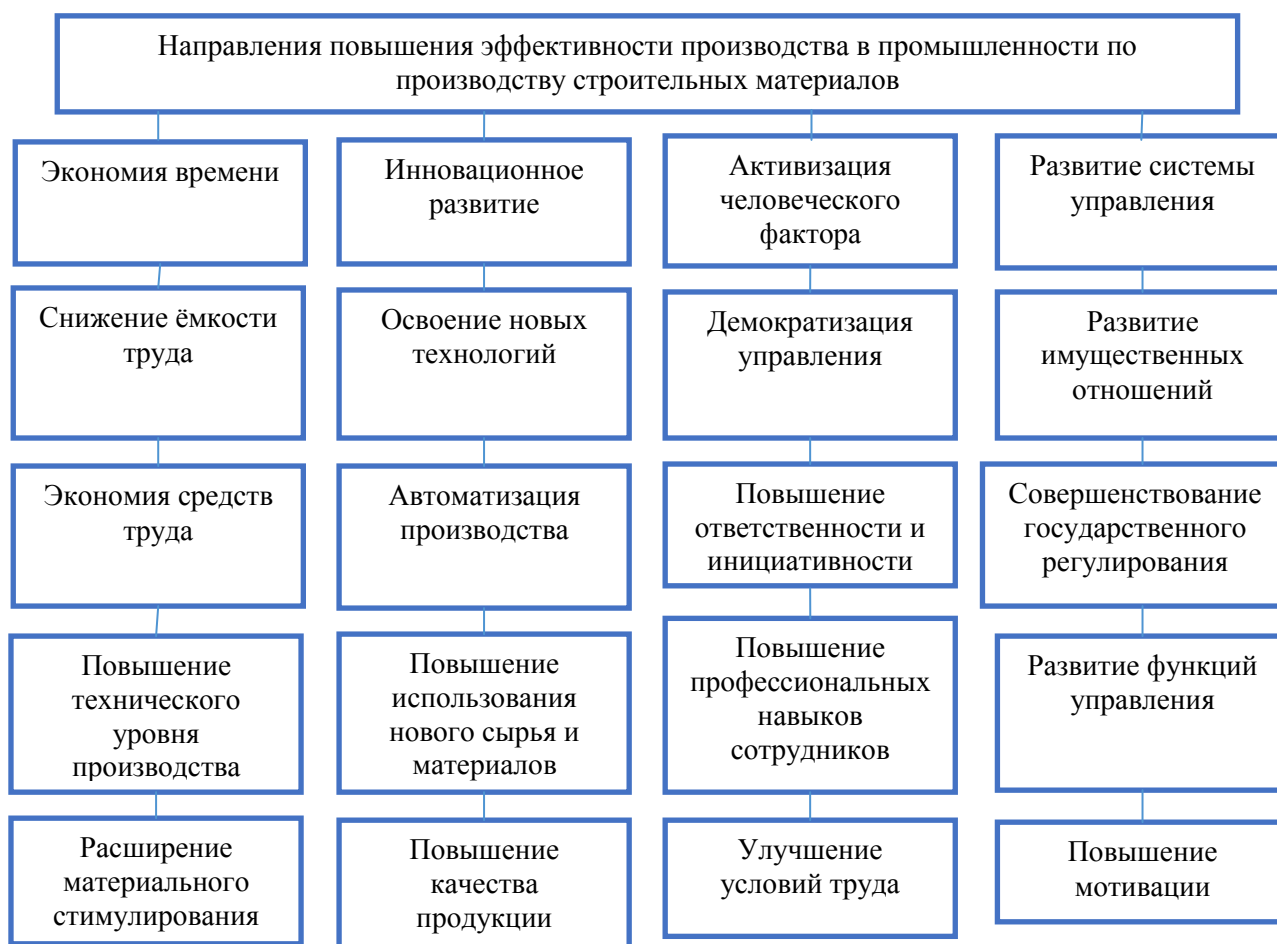 Направления повышения эффективности производства в промышленности по
производству строительных материалов
Экономия времени
Снижение ёмкости
труда
Экономия средств
труда
Повышение
технического
уровня
производства
Расширение
материального
стимулирования
Инновационное
развитие
Освоение новых
технологий
Автоматизация
производства
Повышение
использования
нового сырья и
материалов
Повышение
качества
продукции
Активизация
человеческого
фактора
Демократизация
управления
Повышение
ответственности и
инициативности
Повышение
профессиональных
навыков
сотрудников
Улучшение
условий труда
Развитие системы
управления
Развитие
имущественных
отношений
Совершенствование
государственного
регулирования
Развитие функций
управления
Повышение
мотивации